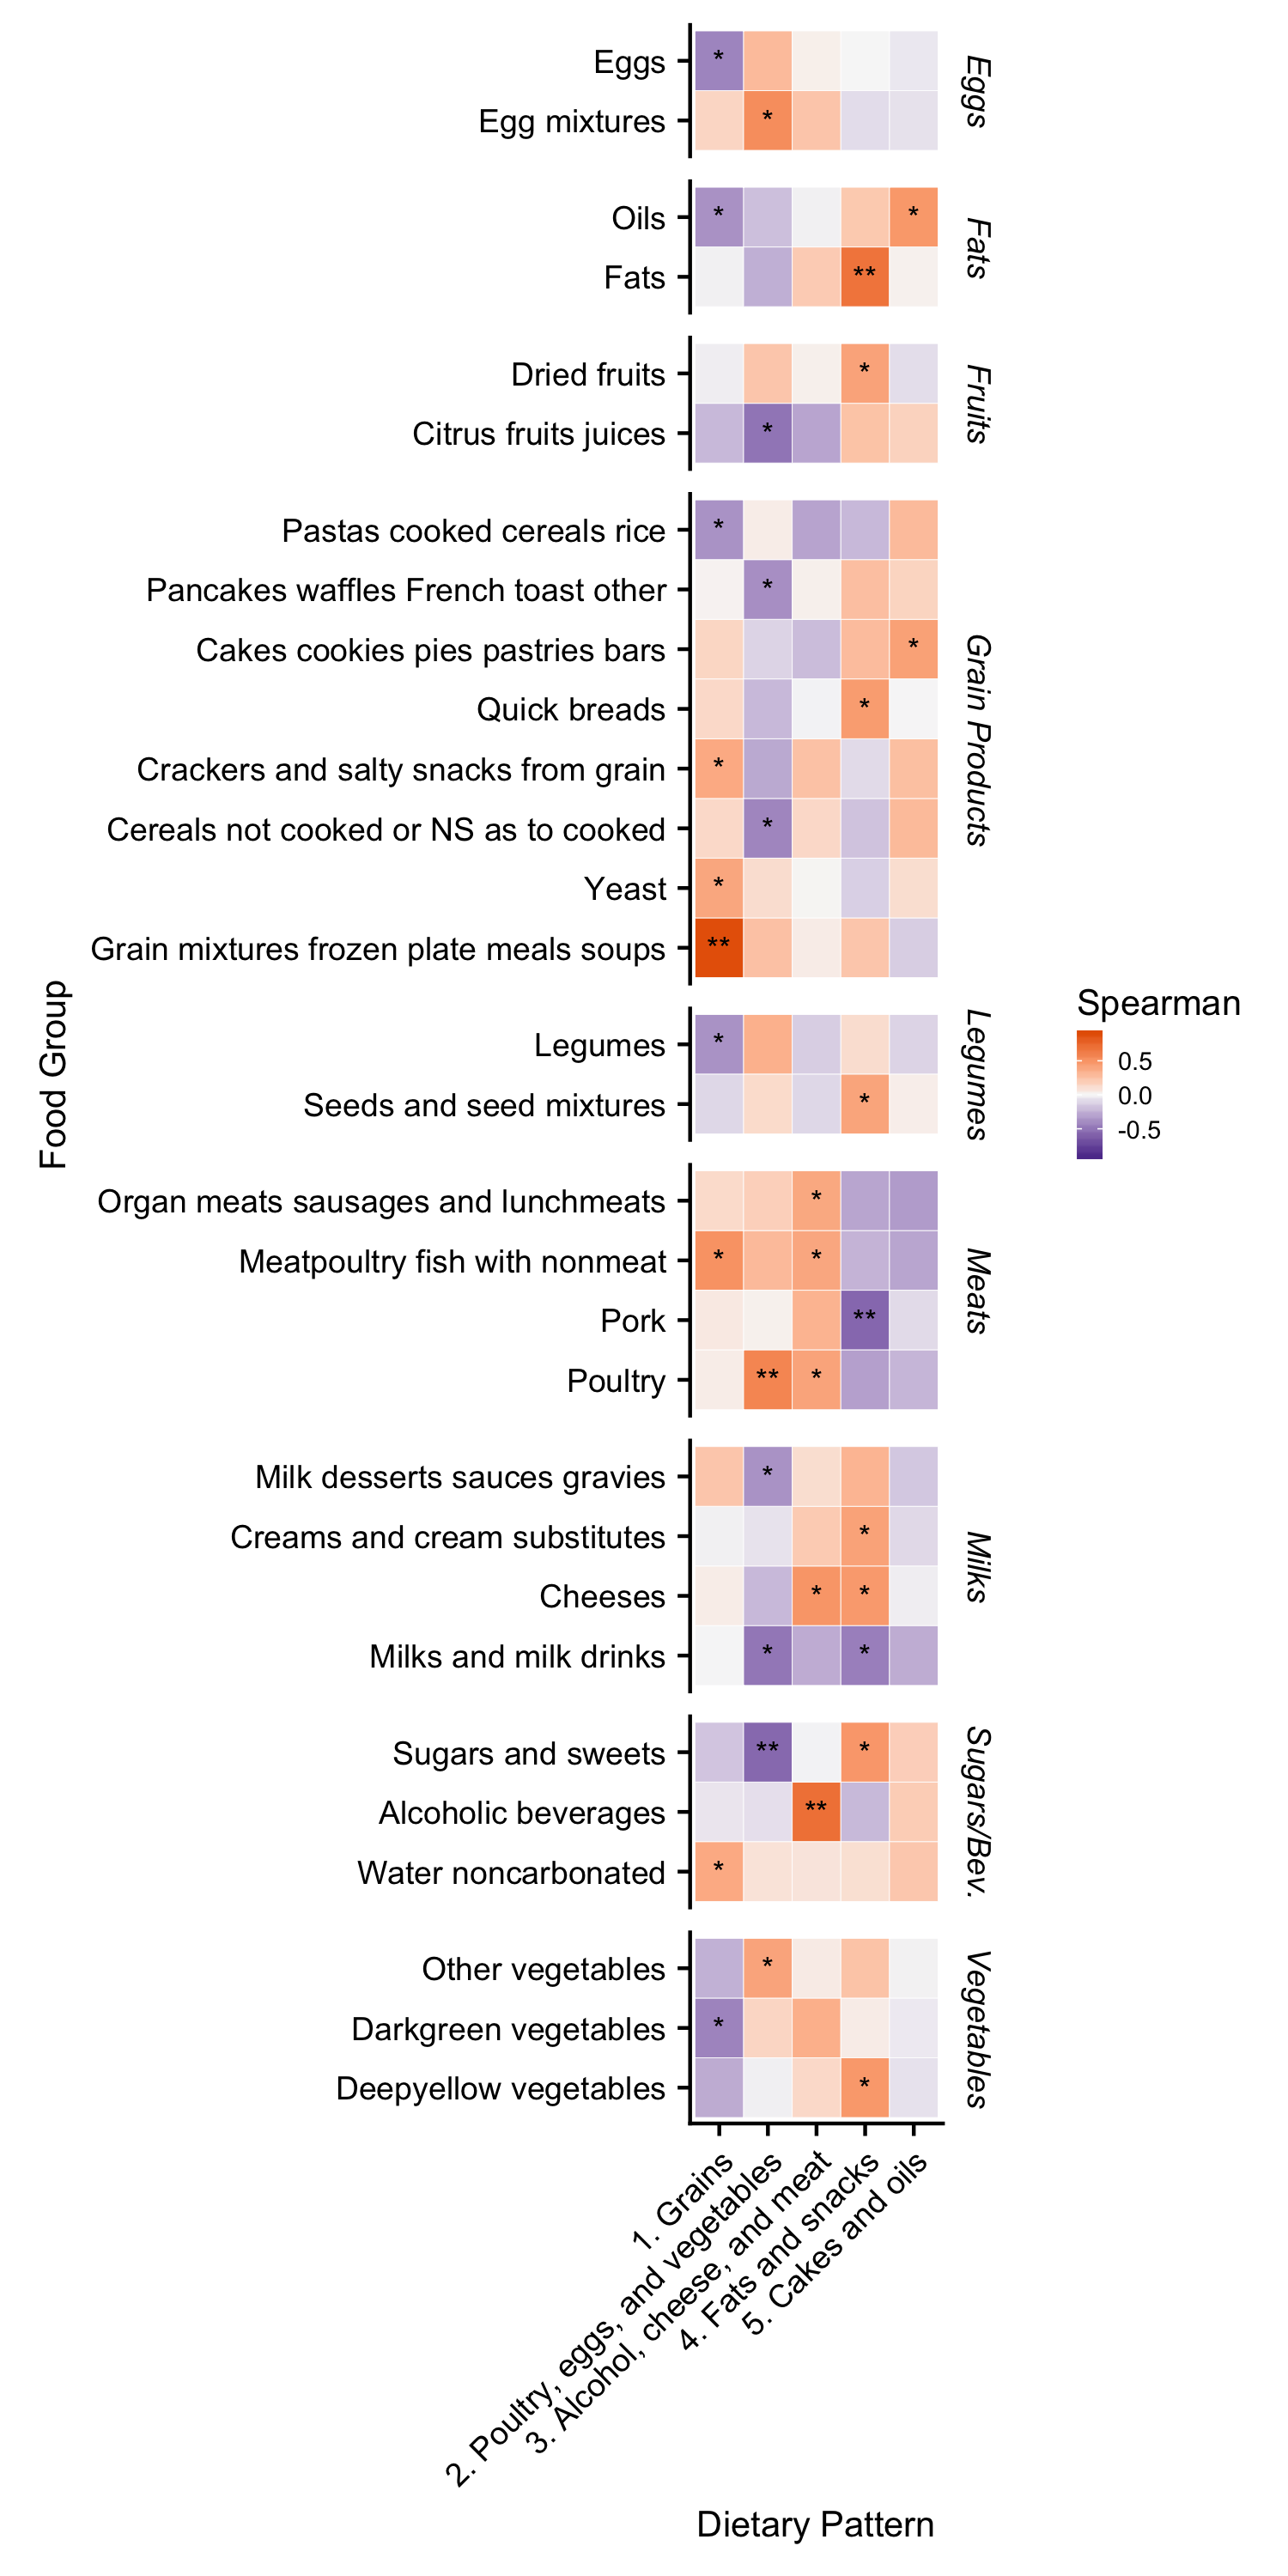 Eggs
*
Egg mixtures
*
Eggs
Oils
* *
Fats
**
Fats
Dried fruits
*
Citrus fruits juices
*
Fruits
Pastas cooked cereals rice
*
Pancakes waffles French toast other
*
Cakes cookies pies pastries bars
*
Quick breads
*
Crackers and salty snacks from grain
*
Cereals not cooked or NS as to cooked
*
Yeast
*
Grain mixtures frozen plate meals soups
**
Grain Products
Legumes
*
Seeds and seed mixtures
*
Legumes
Organ meats sausages and lunchmeats
*
Meatpoultry fish with nonmeat
* *
Pork
**
Poultry
** *
Meats
Milk desserts sauces gravies
*
Creams and cream substitutes
*
Cheeses
* *
Milks and milk drinks
* *
Milks
Sugars and sweets
** *
Alcoholic beverages
**
Water noncarbonated
*
Sugars/Bev.
Other vegetables
*
Darkgreen vegetables
*
Deepyellow vegetables
*
Vegetables
Food Group
1. Grains
2. Poultry, eggs, and vegetables
3. Alcohol, cheese, and meat
4. Fats and snacks
5. Cakes and oils
Dietary Pattern
Spearman
0.5
0.0
-0.5